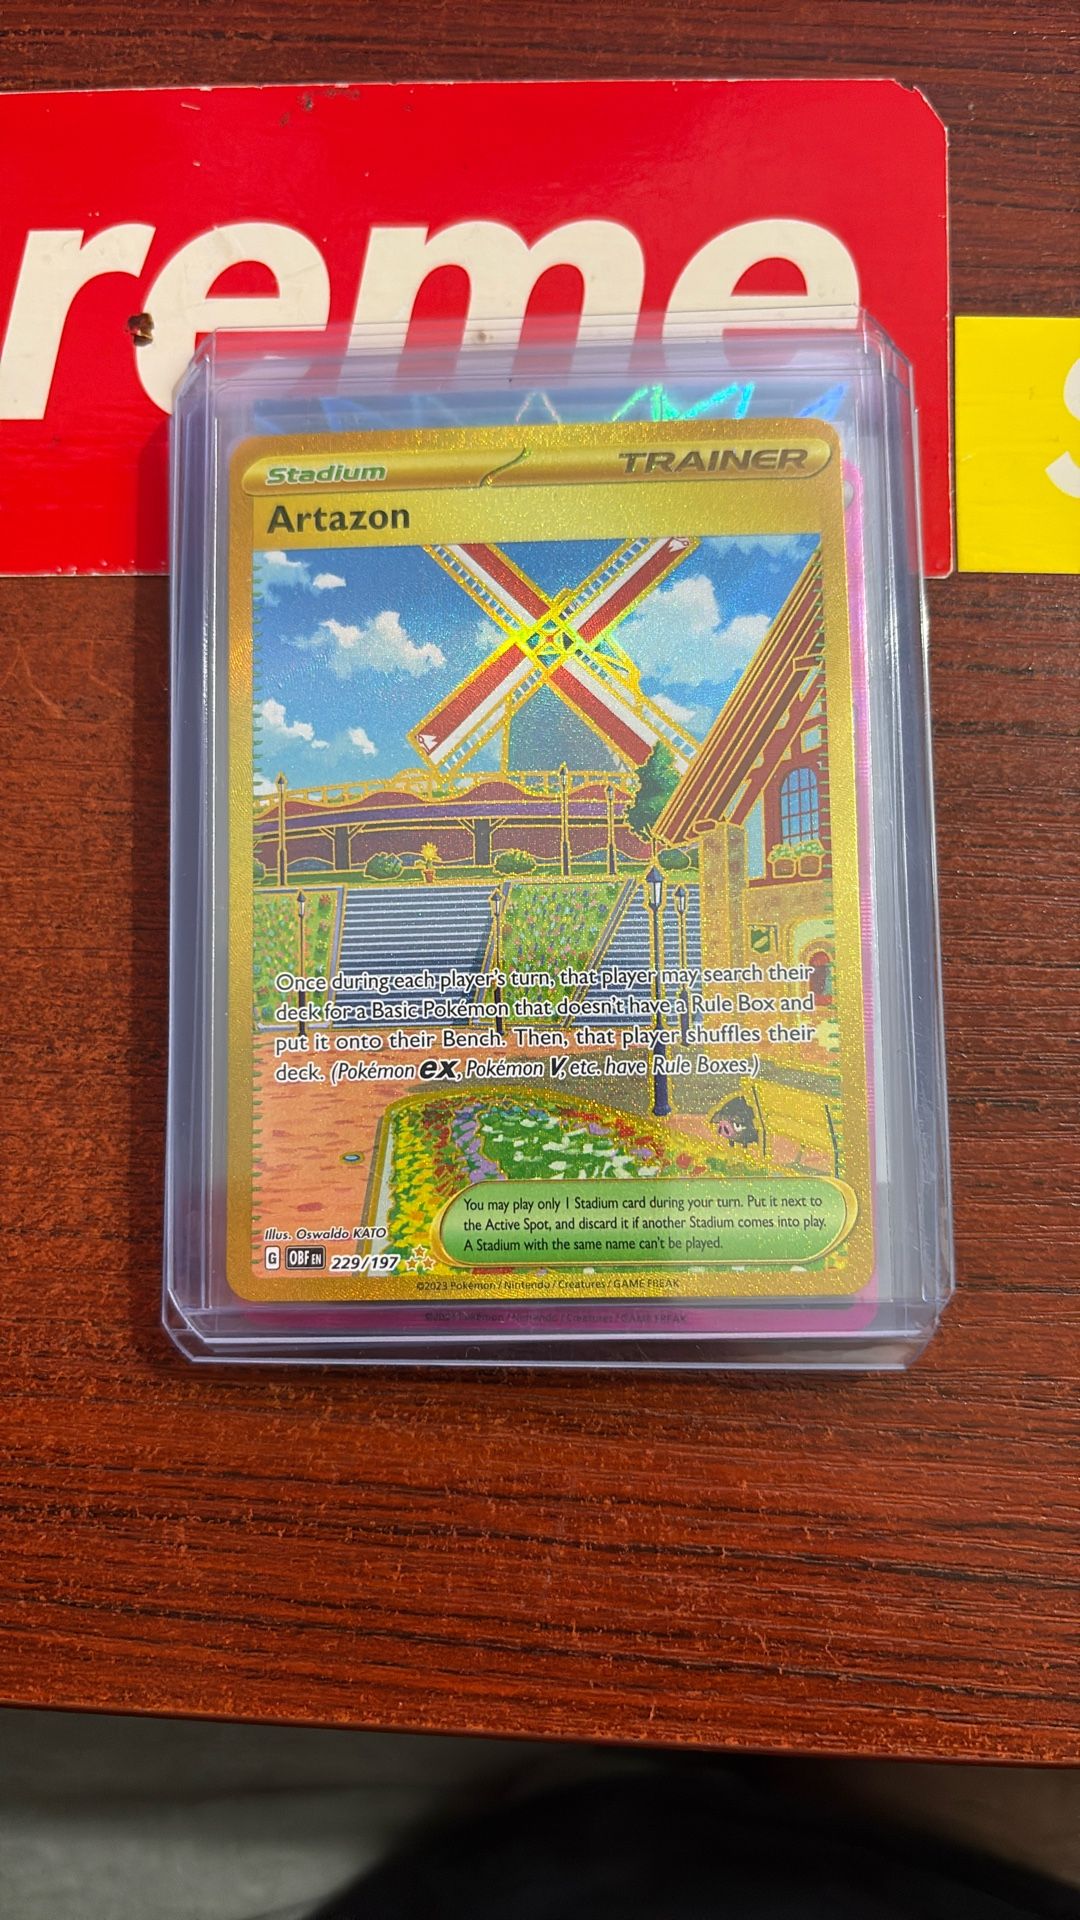 reme
S
Stadium
TRAINER
Artazon
Once during each player's turn, that player may search their
deck for a Basic Pokémon that doesn't have a Rule Box and
put it onto their Bench. Then, that player shuffles their
deck. (Pokémon ex, Pokémon V, etc. have Rule Boxes.)
You may play only 1 Stadium card during your turn. Put it next to
the Active Spot, and discard it if another Stadium comes into play.
A Stadium with the same name can't be played.
Illus. Oswaldo KATO
G OBF EN 229/197
©2023 Pokémon / Nintendo / Creatures / GAME FREAK